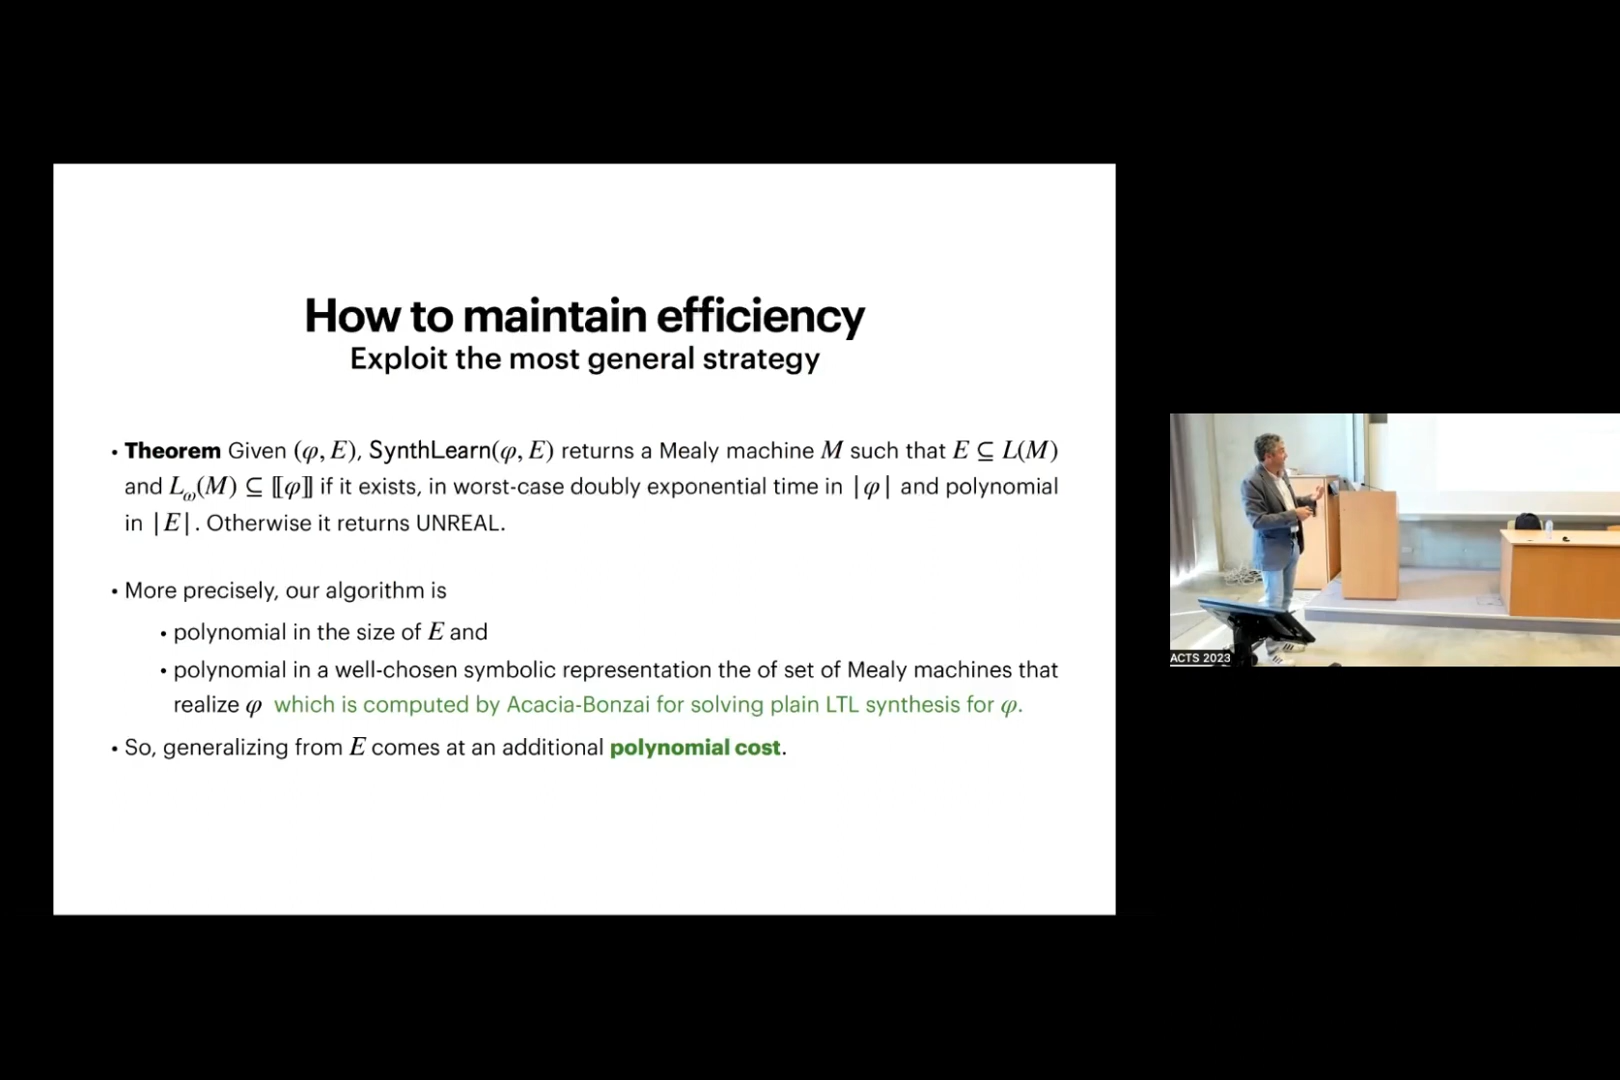 How to maintain efficiency
Exploit the most general strategy
• Theorem Given (φ, E), SynthLearn(φ, E) returns a Mealy machine M such that E ⊆ L(M)
and L_ω(M) ⊆ ⟦φ⟧ if it exists, in worst-case doubly exponential time in |φ| and polynomial
in |E|. Otherwise it returns UNREAL.
• More precisely, our algorithm is
• polynomial in the size of E and
• polynomial in a well-chosen symbolic representation the of set of Mealy machines that
realize φ which is computed by Acacia-Bonzai for solving plain LTL synthesis for φ.
• So, generalizing from E comes at an additional polynomial cost.
ACTS 2023